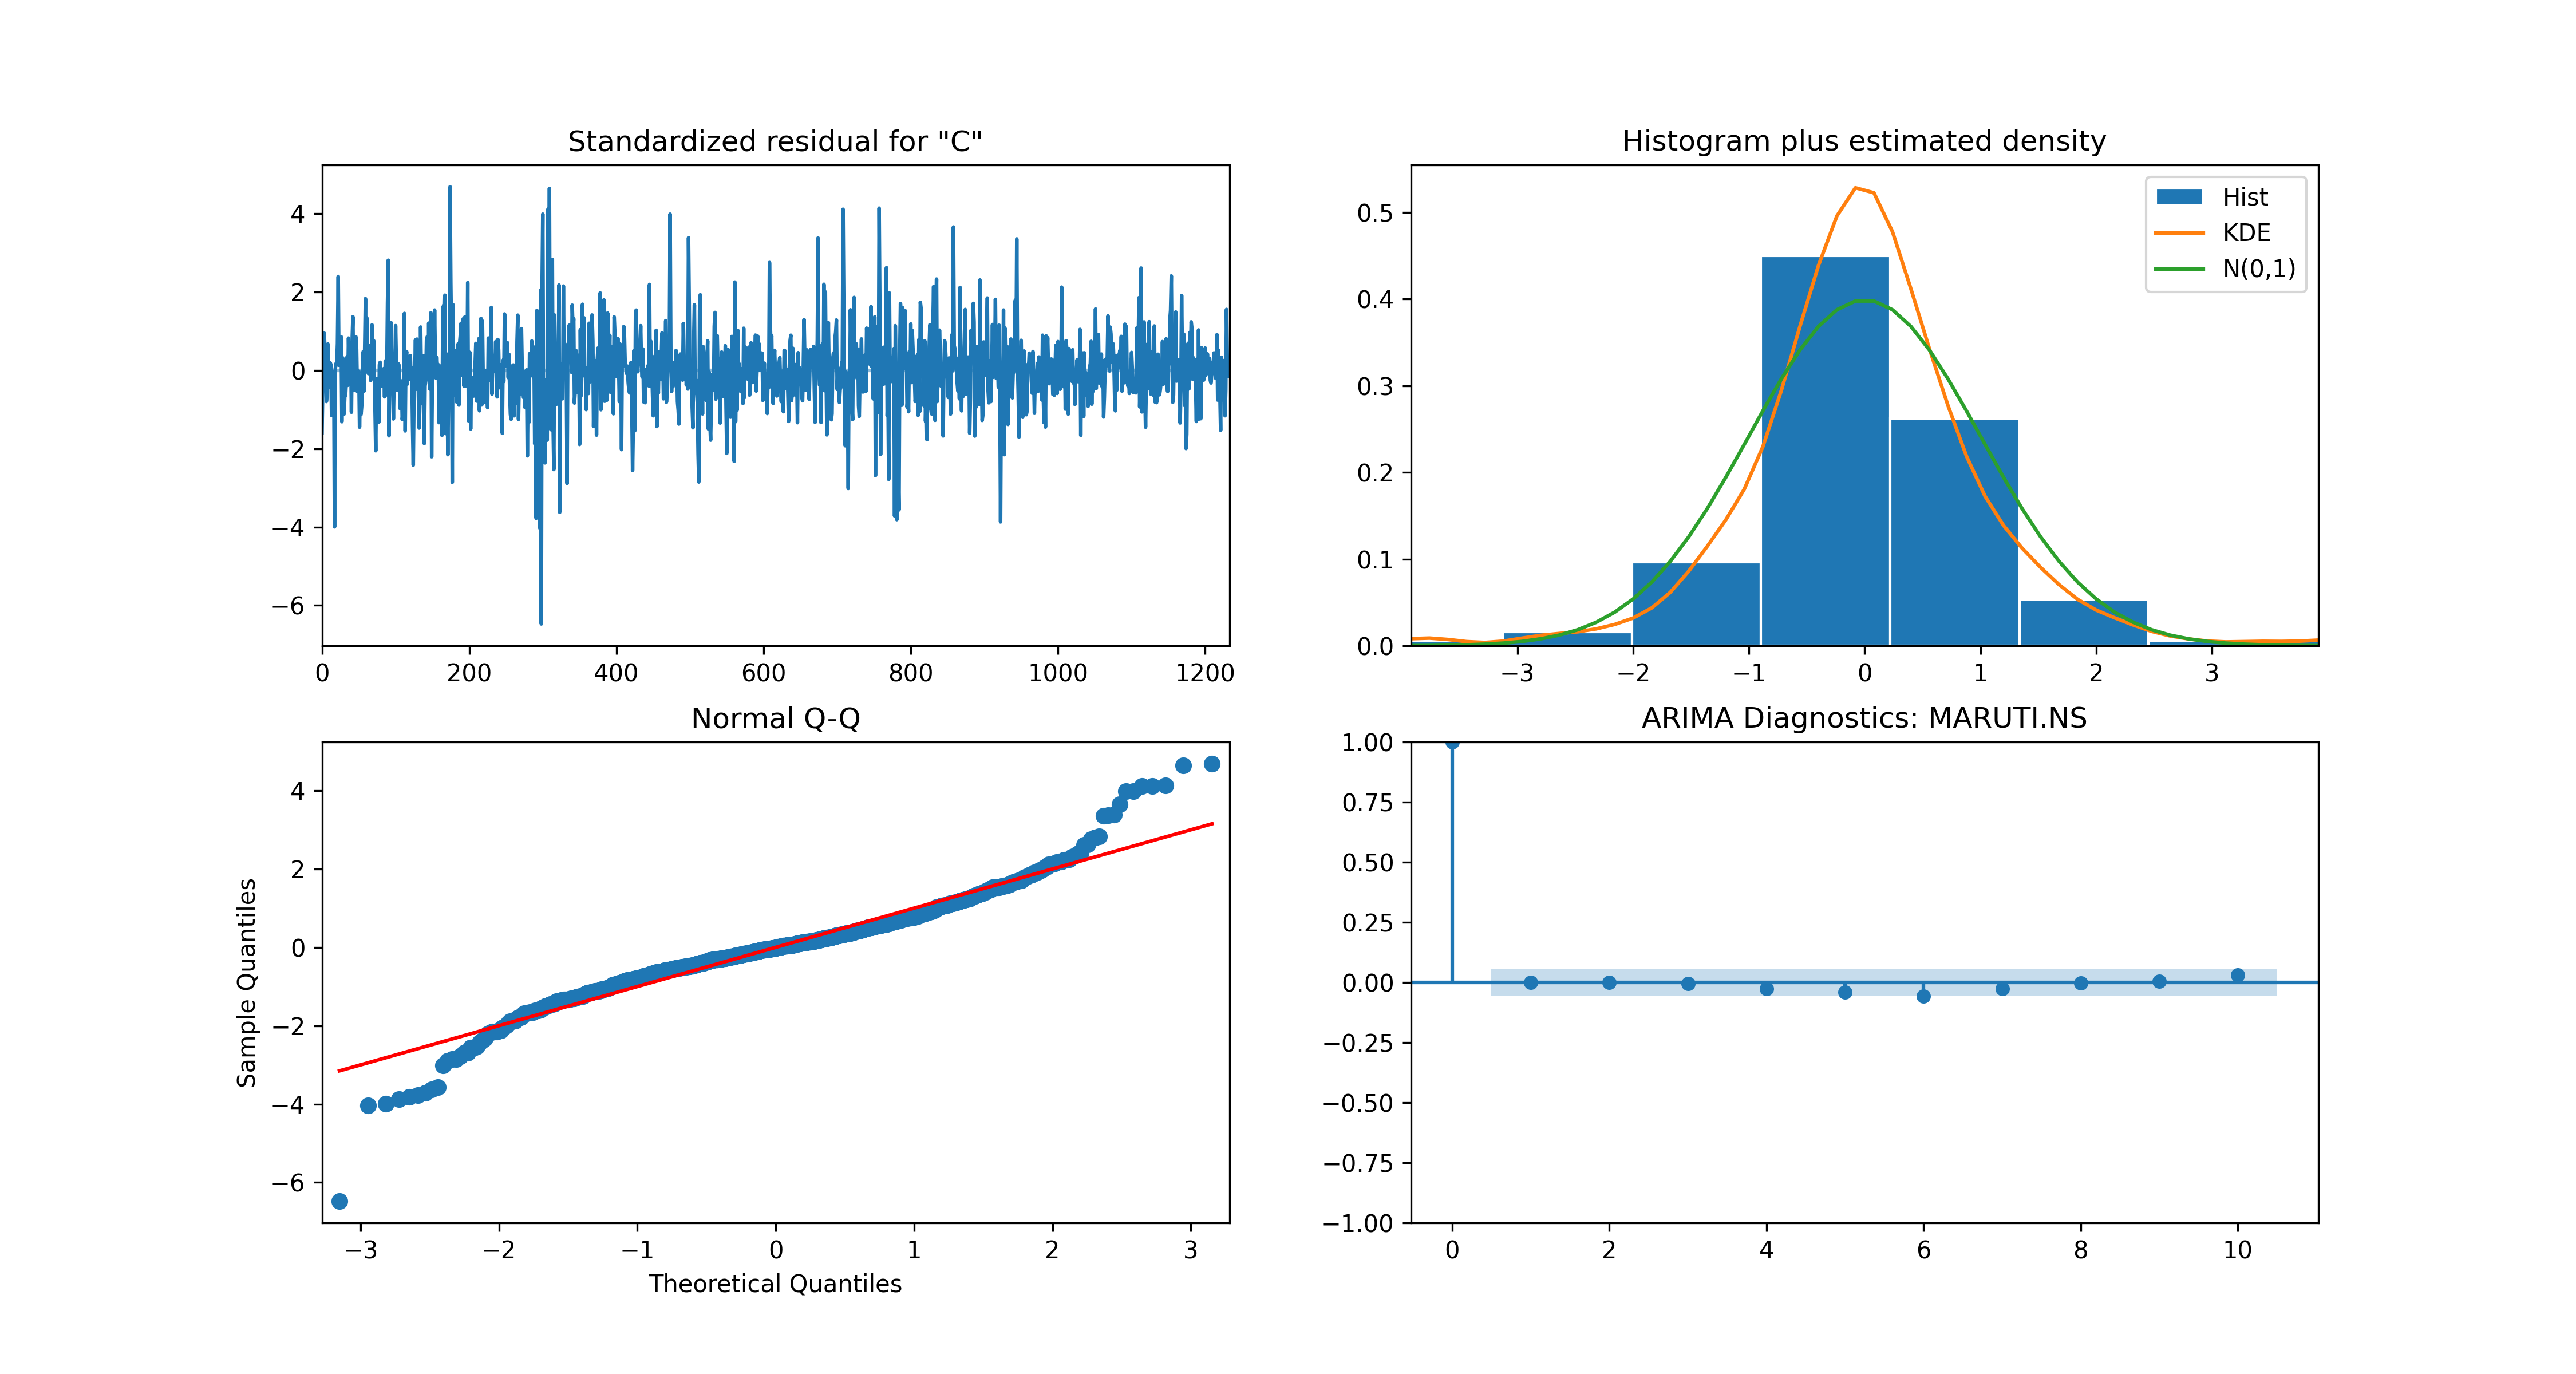 Standardized residual for "C"
4
2
0
−2
−4
−6
0 200 400 600 800 1000 1200
Histogram plus estimated density
Hist
KDE
N(0,1)
0.5
0.4
0.3
0.2
0.1
0.0
−3 −2 −1 0 1 2 3
Normal Q-Q
Sample Quantiles
4
2
0
−2
−4
−6
−3 −2 −1 0 1 2 3
Theoretical Quantiles
ARIMA Diagnostics: MARUTI.NS
1.00
0.75
0.50
0.25
0.00
−0.25
−0.50
−0.75
−1.00
0 2 4 6 8 10